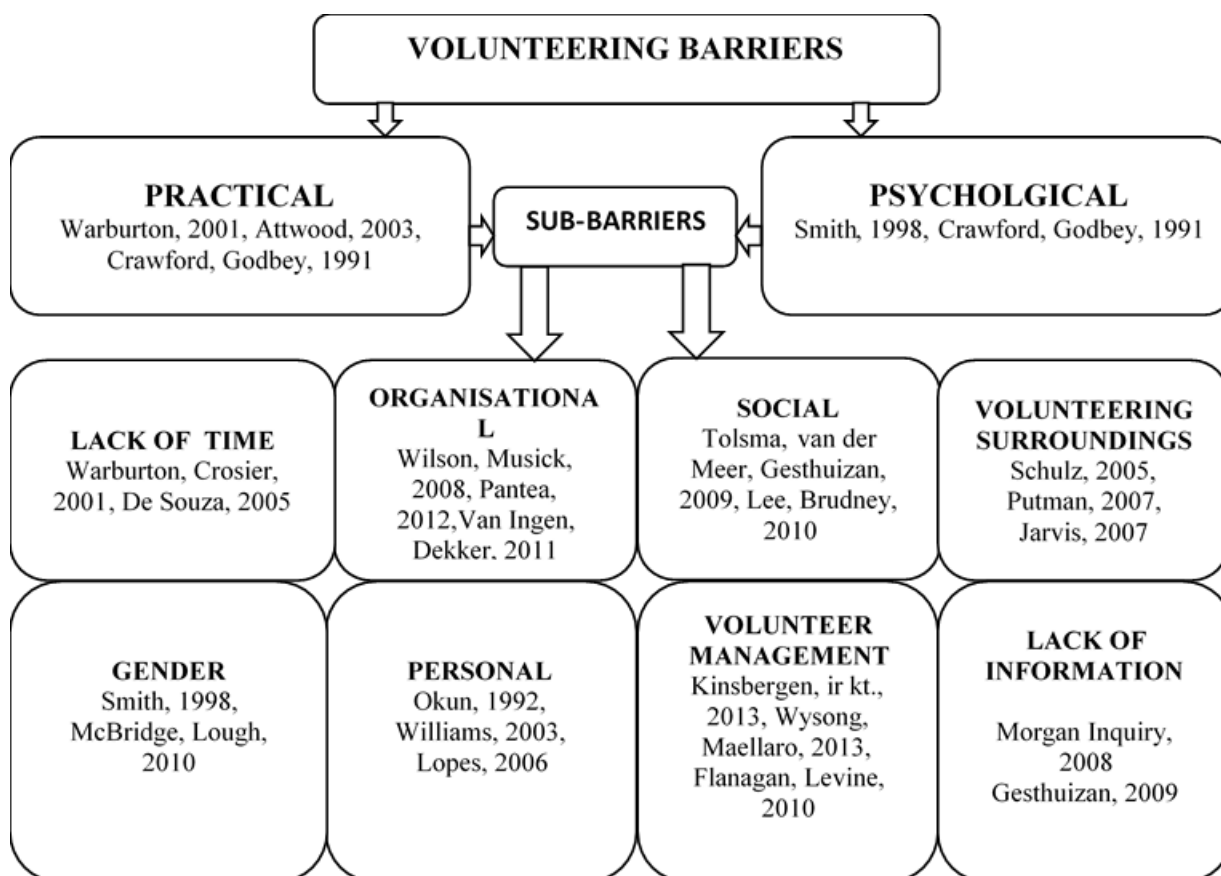 VOLUNTEERING BARRIERS
PRACTICAL
Warburton, 2001, Attwood, 2003,
Crawford, Godbey, 1991
SUB-BARRIERS
PSYCHOLGICAL
Smith, 1998, Crawford, Godbey, 1991
LACK OF TIME
Warburton, Crosier,
2001, De Souza, 2005
ORGANISATIONA
L
Wilson, Musick,
2008, Pantea,
2012,Van Ingen,
Dekker, 2011
SOCIAL
Tolsma, van der
Meer, Gesthuizan,
2009, Lee, Brudney,
2010
VOLUNTEERING
SURROUNDINGS
Schulz, 2005,
Putman, 2007,
Jarvis, 2007
GENDER
Smith, 1998,
McBridge, Lough,
2010
PERSONAL
Okun, 1992,
Williams, 2003,
Lopes, 2006
VOLUNTEER
MANAGEMENT
Kinsbergen, ir kt.,
2013, Wysong,
Maellaro, 2013,
Flanagan, Levine,
2010
LACK OF
INFORMATION
Morgan Inquiry,
2008
Gesthuizan, 2009